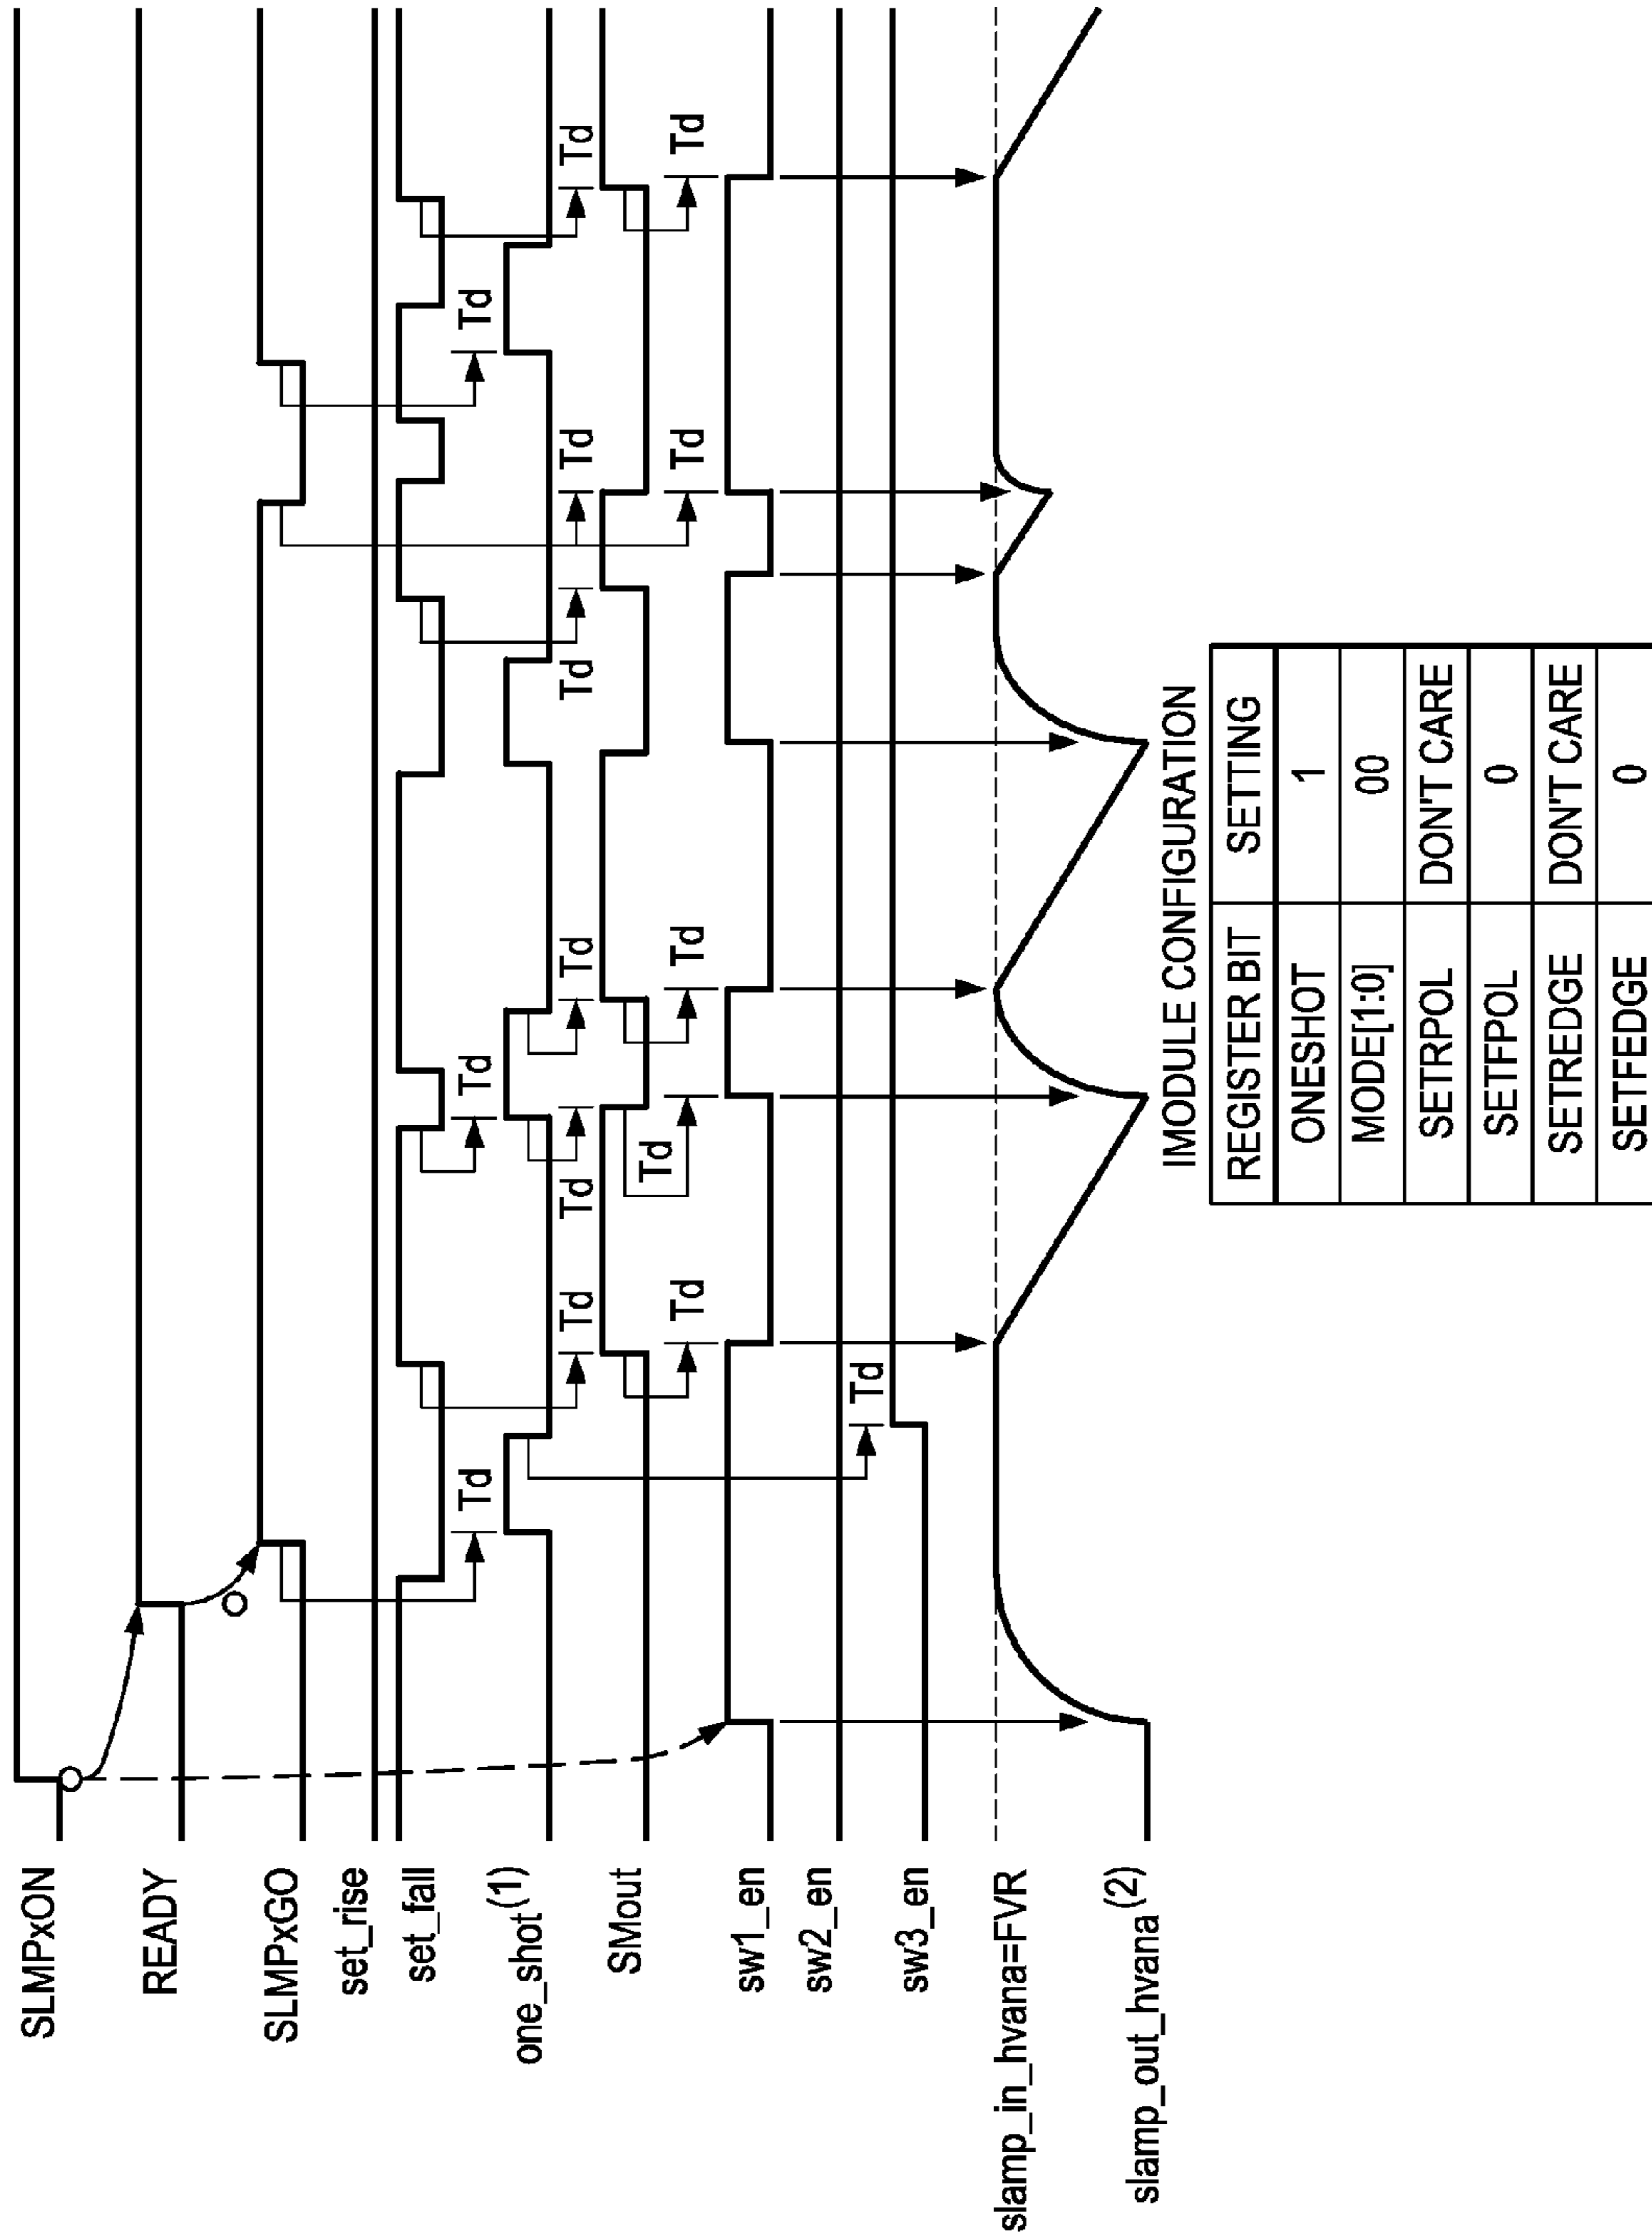 SLMPxON
READY
SLMPxGO
set_rise
set_fall
Td Td Td
one_shot(1)
Td Td Td Td Td Td
SMout
Td
Td Td Td Td
sw1_en
sw2_en
Td
sw3_en
slamp_in_hvana=FVR
slamp_out_hvana(2)
IMODULE CONFIGURATION
REGISTER BIT SETTING
ONESHOT 1
MODE[1:0] 00
SETRPOL DON'T CARE
SETFPOL 0
SETREDGE DON'T CARE
SETFEDGE 0